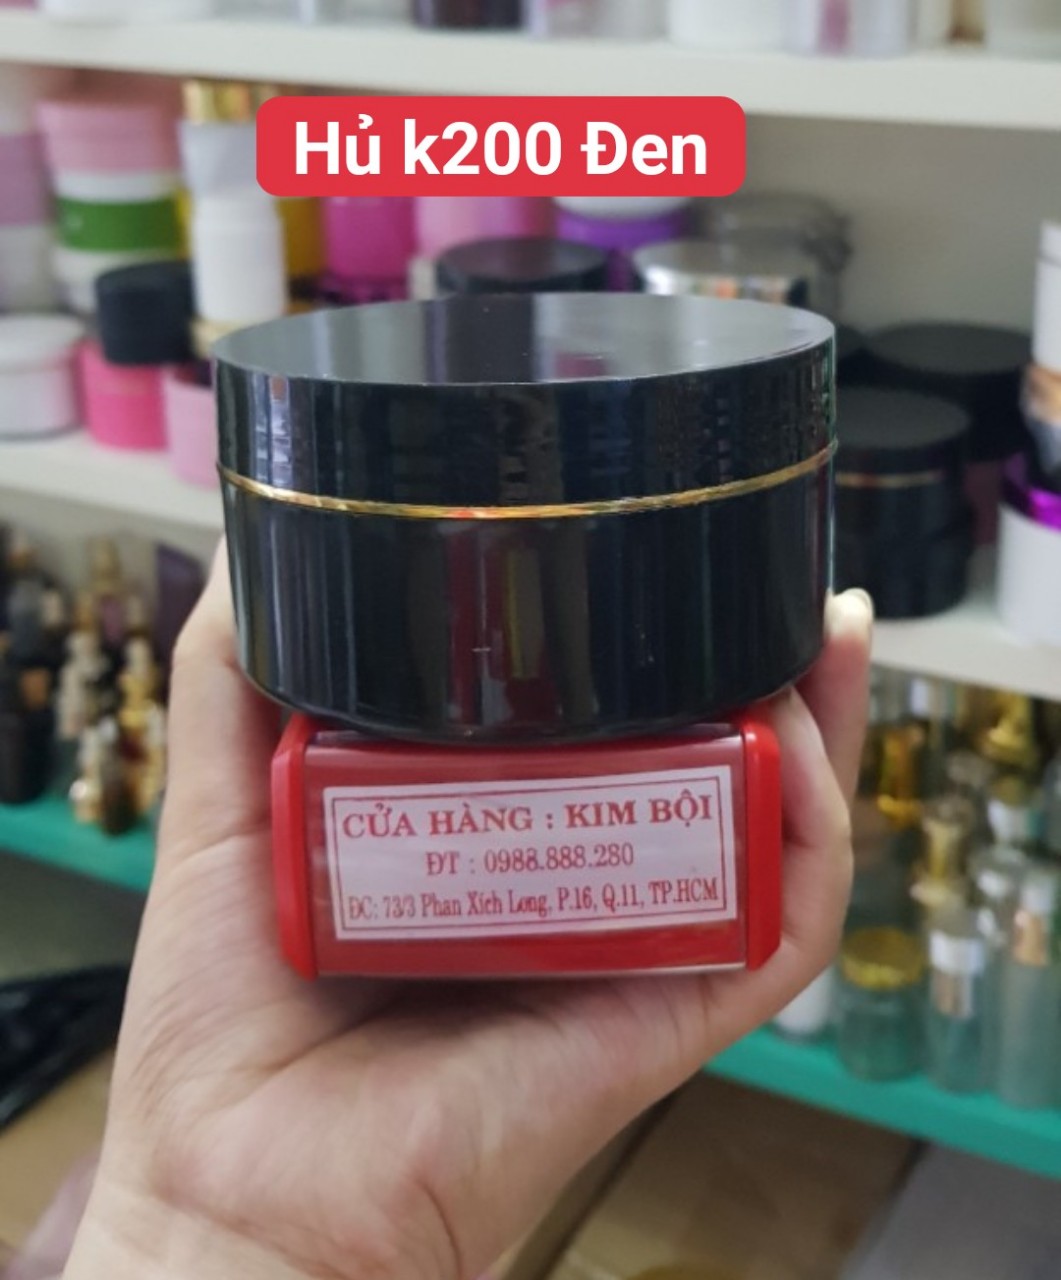 Hủ k200 Đen
CỬA HÀNG : KIM BỘI
ĐT : 0988.888.280
ĐC: 73/3 Phan Xích Long, P.16, Q.11, TP.HCM